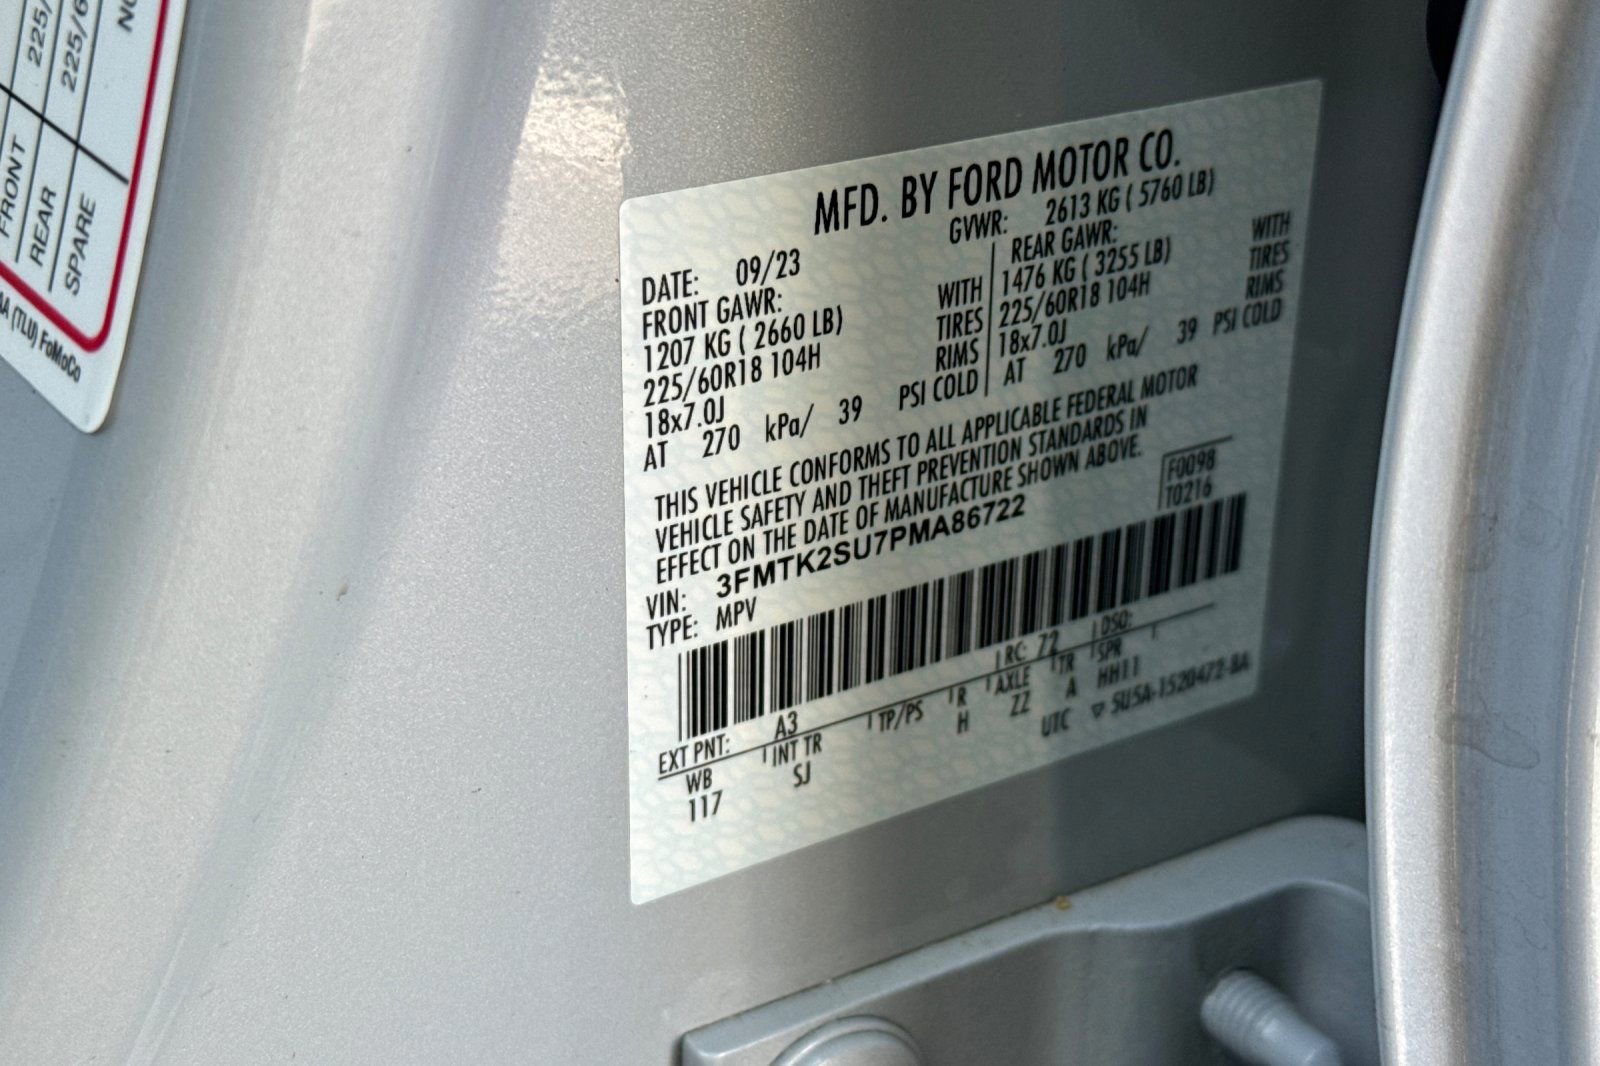 225/
225/6
NO
FRONT
REAR
SPARE
(TLU) FoMoCo
MFD. BY FORD MOTOR CO.
DATE: 09/23 GVWR: 2613 KG ( 5760 LB)
FRONT GAWR: REAR GAWR:
1207 KG ( 2660 LB) WITH 1476 KG ( 3255 LB) WITH
225/60R18 104H TIRES 225/60R18 104H TIRES
18x7.0J RIMS 18x7.0J RIMS
AT 270 kPa/ 39 PSI COLD AT 270 kPa/ 39 PSI COLD
THIS VEHICLE CONFORMS TO ALL APPLICABLE FEDERAL MOTOR
VEHICLE SAFETY AND THEFT PREVENTION STANDARDS IN
EFFECT ON THE DATE OF MANUFACTURE SHOWN ABOVE.
F0098
T0216
VIN: 3FMTK2SU7PMA86722
TYPE: MPV
EXT PNT: A3 RC: 72 DSO:
WB INT TR TP/PS R AXLE TR SPR
117 SJ H ZZ A HH11
UTC ▽ SU5A-1520472-BA